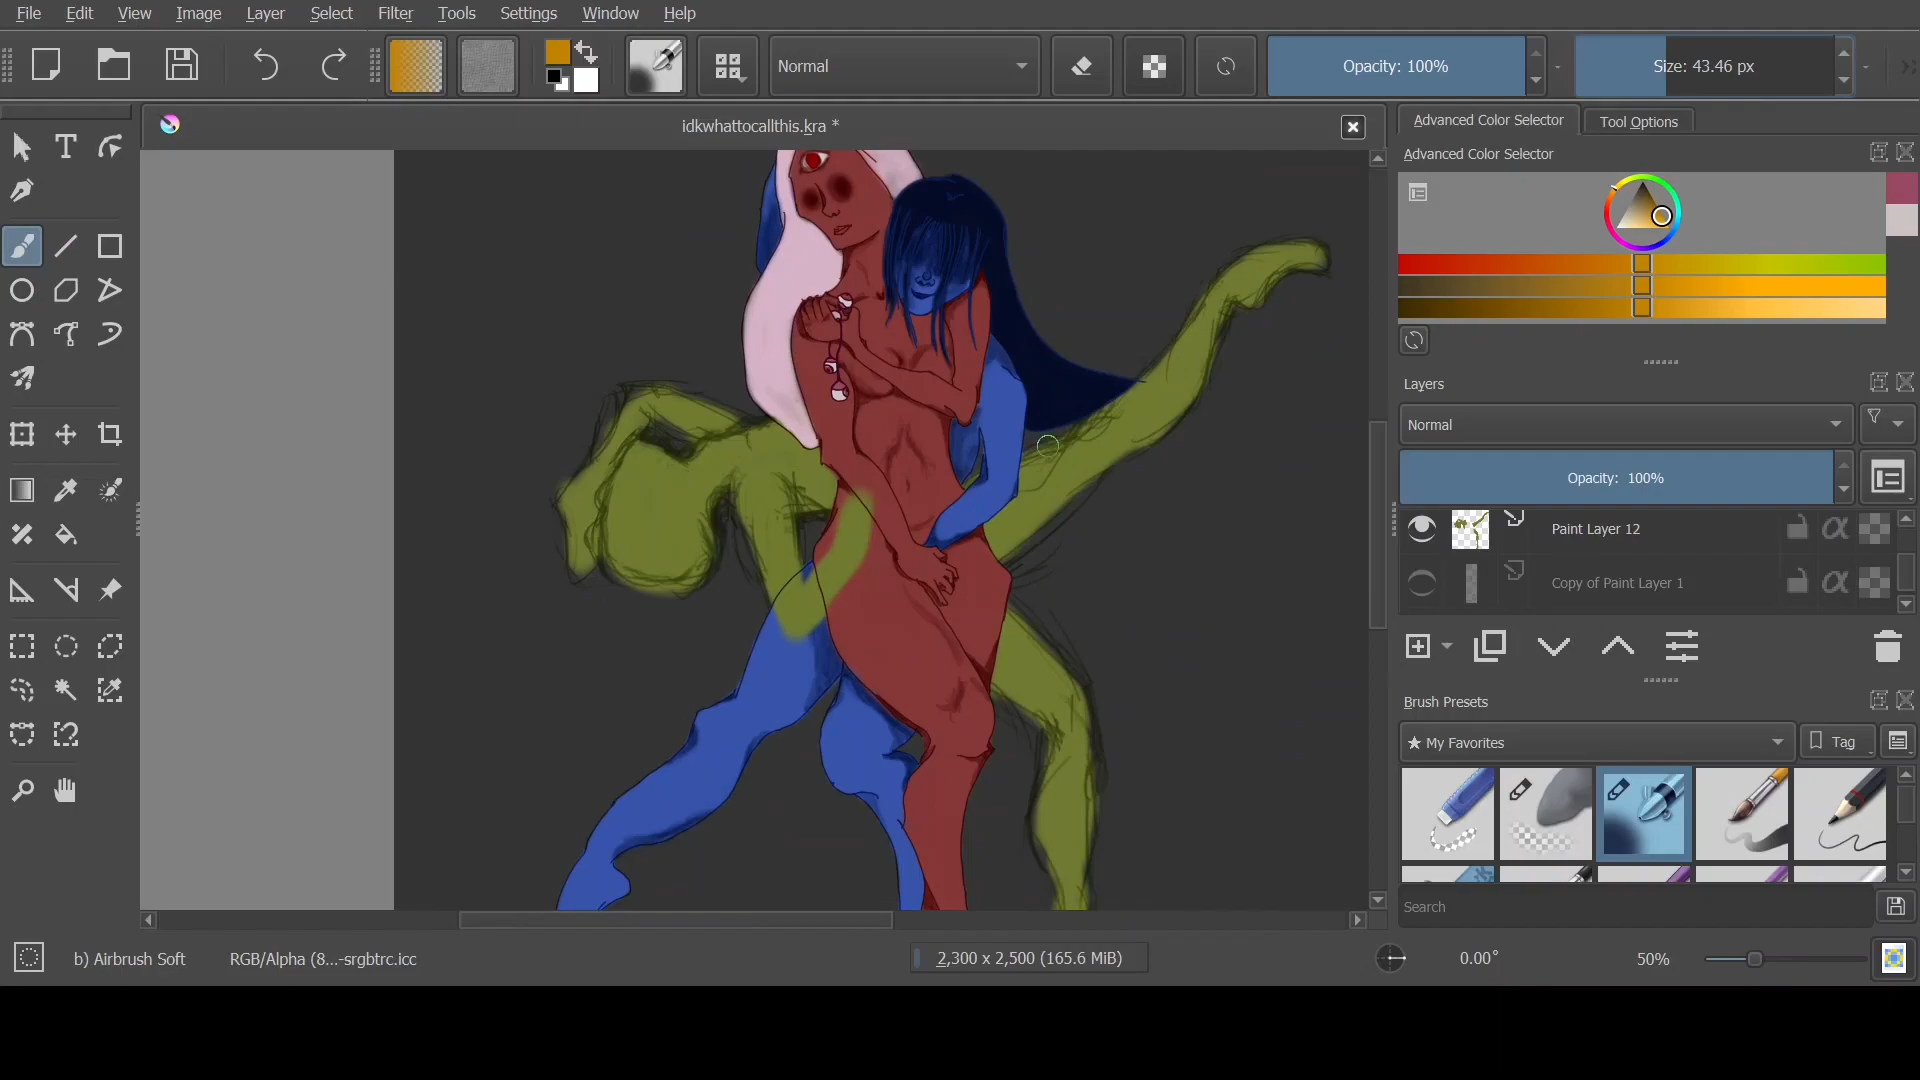 File Edit View Image Layer Select Filter Tools Settings Window Help
Normal
Opacity: 100%
Size: 43.46 px
idkwhattocallthis.kra *
Advanced Color Selector
Tool Options
Advanced Color Selector
Layers
Normal
Opacity: 100%
Paint Layer 12
Copy of Paint Layer 1
Brush Presets
★ My Favorites
Tag
Search
b) Airbrush Soft
RGB/Alpha (8...-srgbtrc.icc
2,300 x 2,500 (165.6 MiB)
0.00°
50%